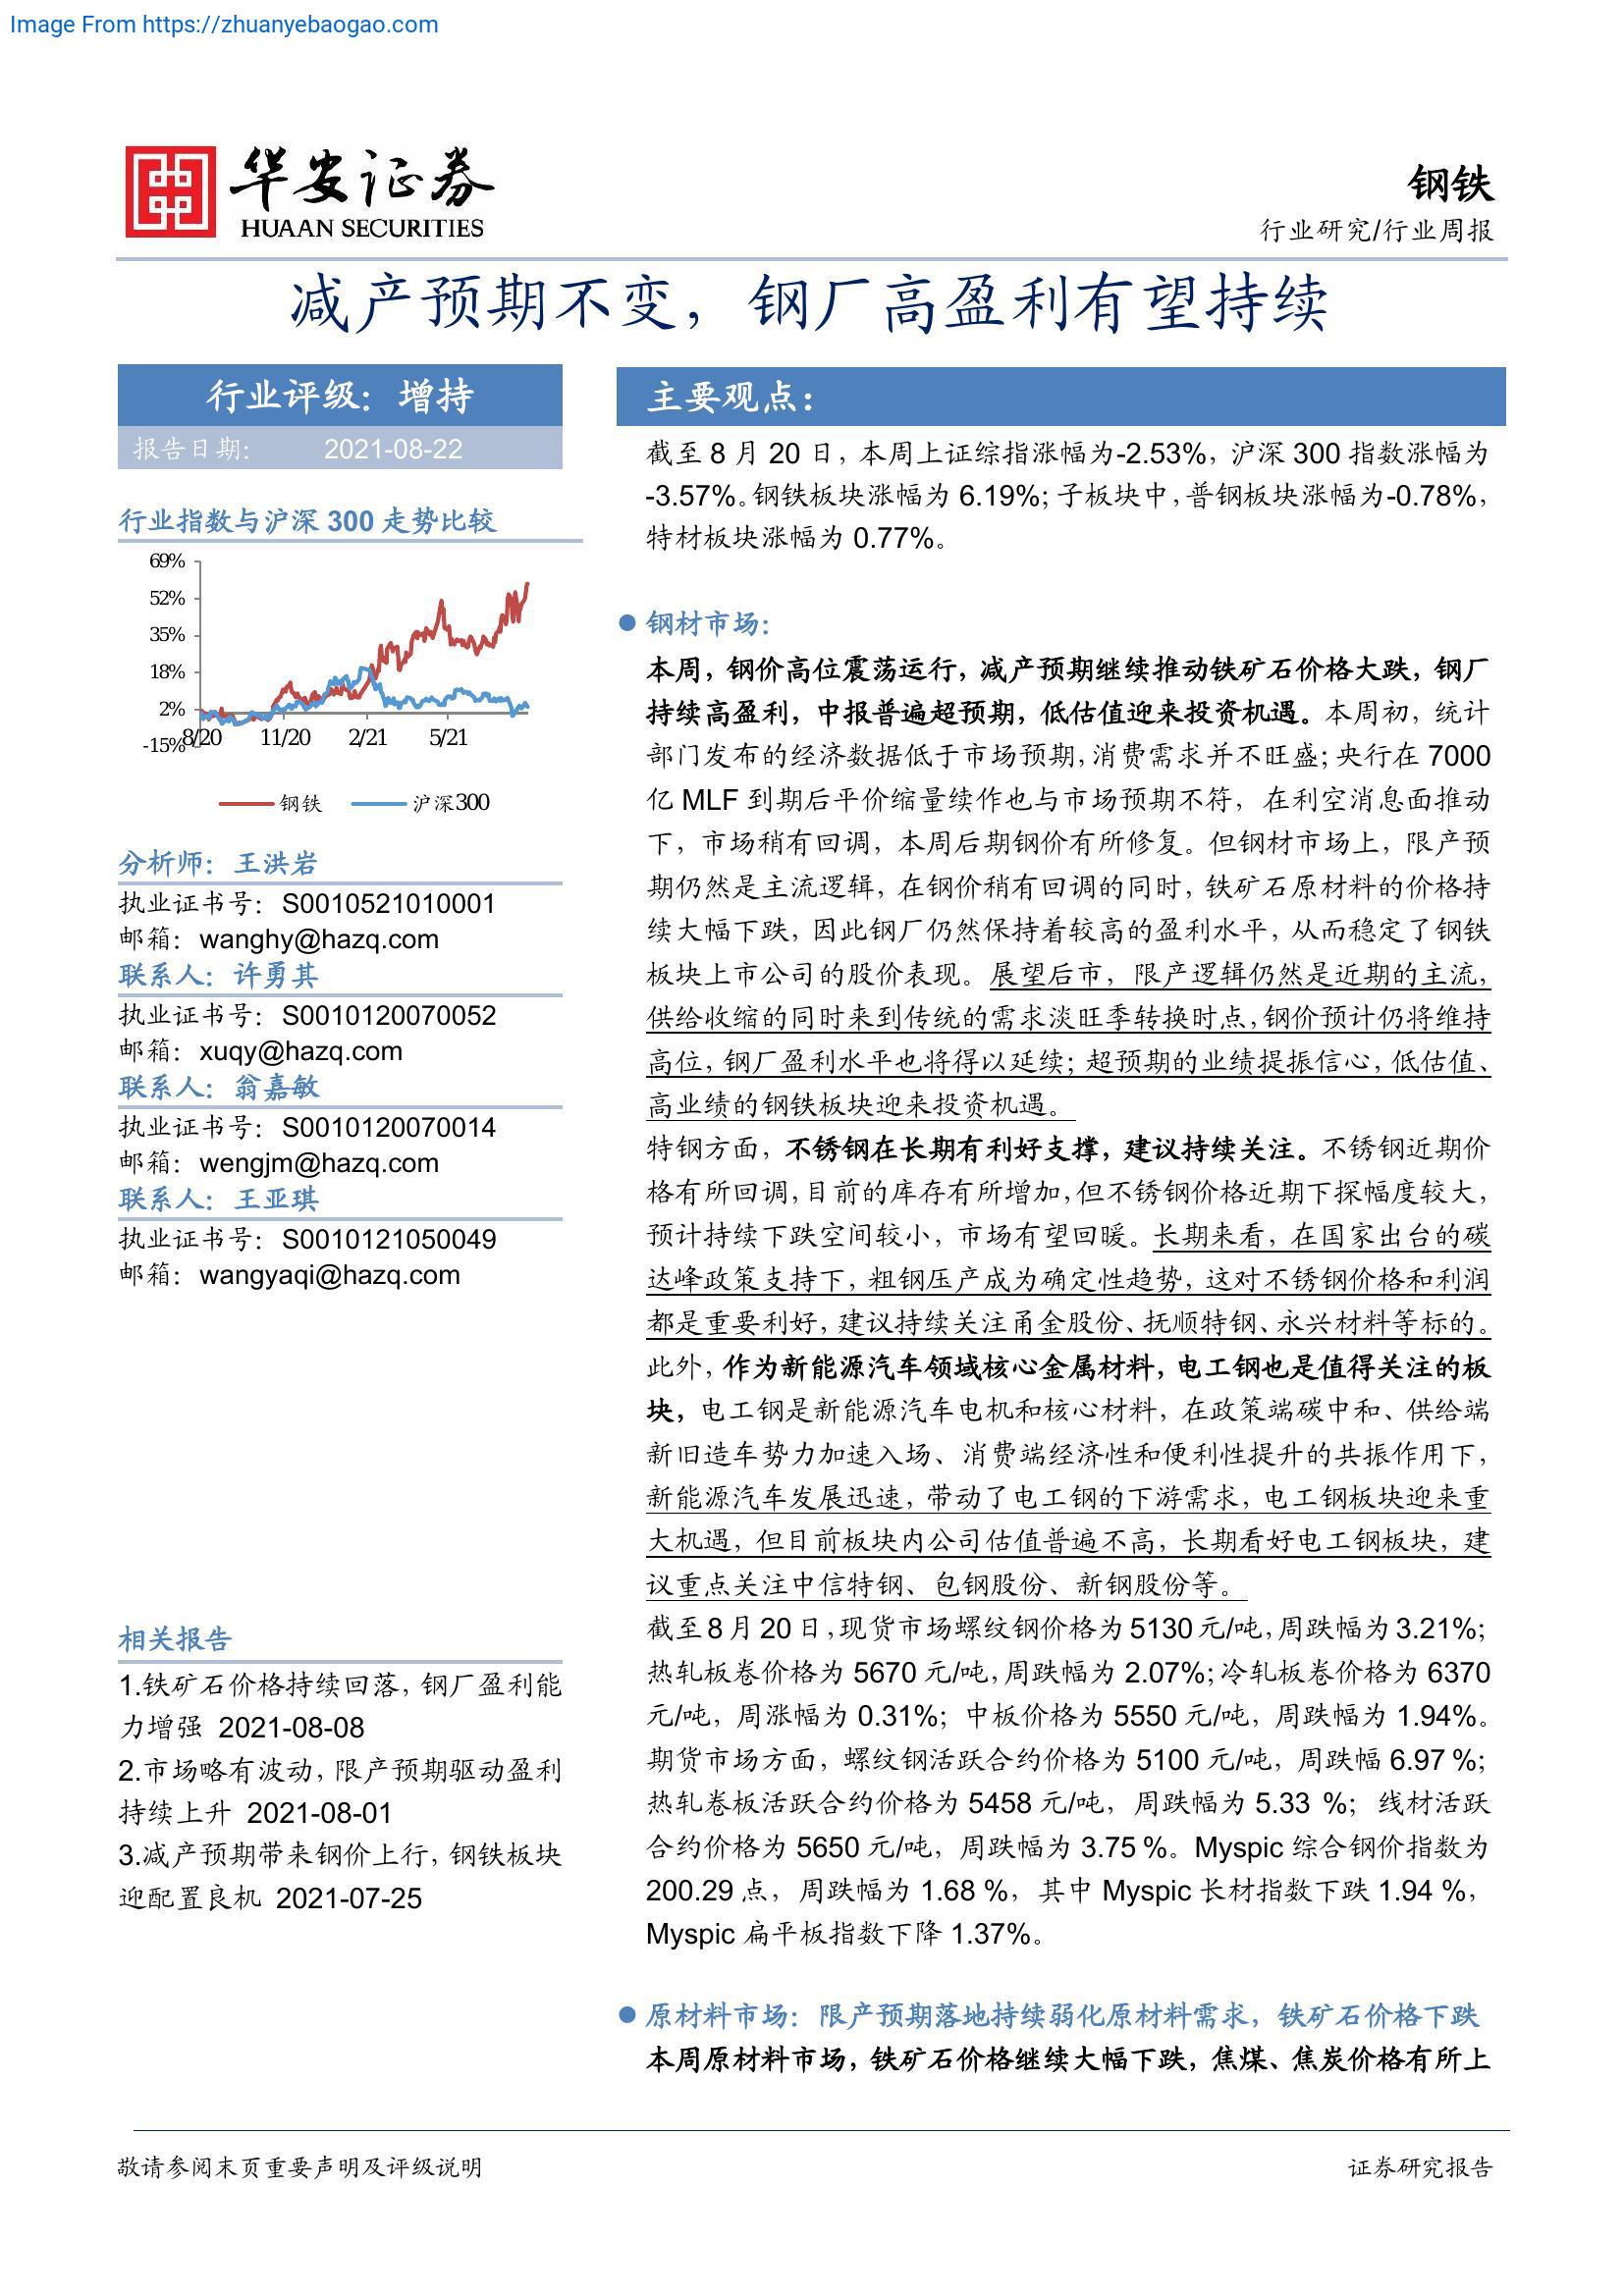 Image From https://zhuanyebaogao.com
华安证券
HUAAN SECURITIES
钢铁
行业研究/行业周报
减产预期不变，钢厂高盈利有望持续
行业评级：增持
报告日期： 2021-08-22
行业指数与沪深 300 走势比较
69%
52%
35%
18%
2%
-15%
8/20 11/20 2/21 5/21
钢铁 沪深300
分析师：王洪岩
执业证书号：S0010521010001
邮箱：wanghy@hazq.com
联系人：许勇其
执业证书号：S0010120070052
邮箱：xuqy@hazq.com
联系人：翁嘉敏
执业证书号：S0010120070014
邮箱：wengjm@hazq.com
联系人：王亚琪
执业证书号：S0010121050049
邮箱：wangyaqi@hazq.com
相关报告
1.铁矿石价格持续回落，钢厂盈利能
力增强 2021-08-08
2.市场略有波动，限产预期驱动盈利
持续上升 2021-08-01
3.减产预期带来钢价上行，钢铁板块
迎配置良机 2021-07-25
主要观点：
截至 8 月 20 日，本周上证综指涨幅为-2.53%，沪深 300 指数涨幅为
-3.57%。钢铁板块涨幅为 6.19%；子板块中，普钢板块涨幅为-0.78%，
特材板块涨幅为 0.77%。
● 钢材市场：
本周，钢价高位震荡运行，减产预期继续推动铁矿石价格大跌，钢厂
持续高盈利，中报普遍超预期，低估值迎来投资机遇。本周初，统计
部门发布的经济数据低于市场预期，消费需求并不旺盛；央行在 7000
亿 MLF 到期后平价缩量续作也与市场预期不符，在利空消息面推动
下，市场稍有回调，本周后期钢价有所修复。但钢材市场上，限产预
期仍然是主流逻辑，在钢价稍有回调的同时，铁矿石原材料的价格持
续大幅下跌，因此钢厂仍然保持着较高的盈利水平，从而稳定了钢铁
板块上市公司的股价表现。展望后市，限产逻辑仍然是近期的主流，
供给收缩的同时来到传统的需求淡旺季转换时点，钢价预计仍将维持
高位，钢厂盈利水平也将得以延续；超预期的业绩提振信心，低估值、
高业绩的钢铁板块迎来投资机遇。
特钢方面，不锈钢在长期有利好支撑，建议持续关注。不锈钢近期价
格有所回调，目前的库存有所增加，但不锈钢价格近期下探幅度较大，
预计持续下跌空间较小，市场有望回暖。长期来看，在国家出台的碳
达峰政策支持下，粗钢压产成为确定性趋势，这对不锈钢价格和利润
都是重要利好，建议持续关注甬金股份、抚顺特钢、永兴材料等标的。
此外，作为新能源汽车领域核心金属材料，电工钢也是值得关注的板
块，电工钢是新能源汽车电机和核心材料，在政策端碳中和、供给端
新旧造车势力加速入场、消费端经济性和便利性提升的共振作用下，
新能源汽车发展迅速，带动了电工钢的下游需求，电工钢板块迎来重
大机遇，但目前板块内公司估值普遍不高，长期看好电工钢板块，建
议重点关注中信特钢、包钢股份、新钢股份等。
截至 8 月 20 日，现货市场螺纹钢价格为 5130 元/吨，周跌幅为 3.21%；
热轧板卷价格为 5670 元/吨，周跌幅为 2.07%；冷轧板卷价格为 6370
元/吨，周涨幅为 0.31%；中板价格为 5550 元/吨，周跌幅为 1.94%。
期货市场方面，螺纹钢活跃合约价格为 5100 元/吨，周跌幅 6.97 %；
热轧卷板活跃合约价格为 5458 元/吨，周跌幅为 5.33 %；线材活跃
合约价格为 5650 元/吨，周跌幅为 3.75 %。Myspic 综合钢价指数为
200.29 点，周跌幅为 1.68 %，其中 Myspic 长材指数下跌 1.94 %，
Myspic 扁平板指数下降 1.37%。
● 原材料市场：限产预期落地持续弱化原材料需求，铁矿石价格下跌
本周原材料市场，铁矿石价格继续大幅下跌，焦煤、焦炭价格有所上
敬请参阅末页重要声明及评级说明
证券研究报告